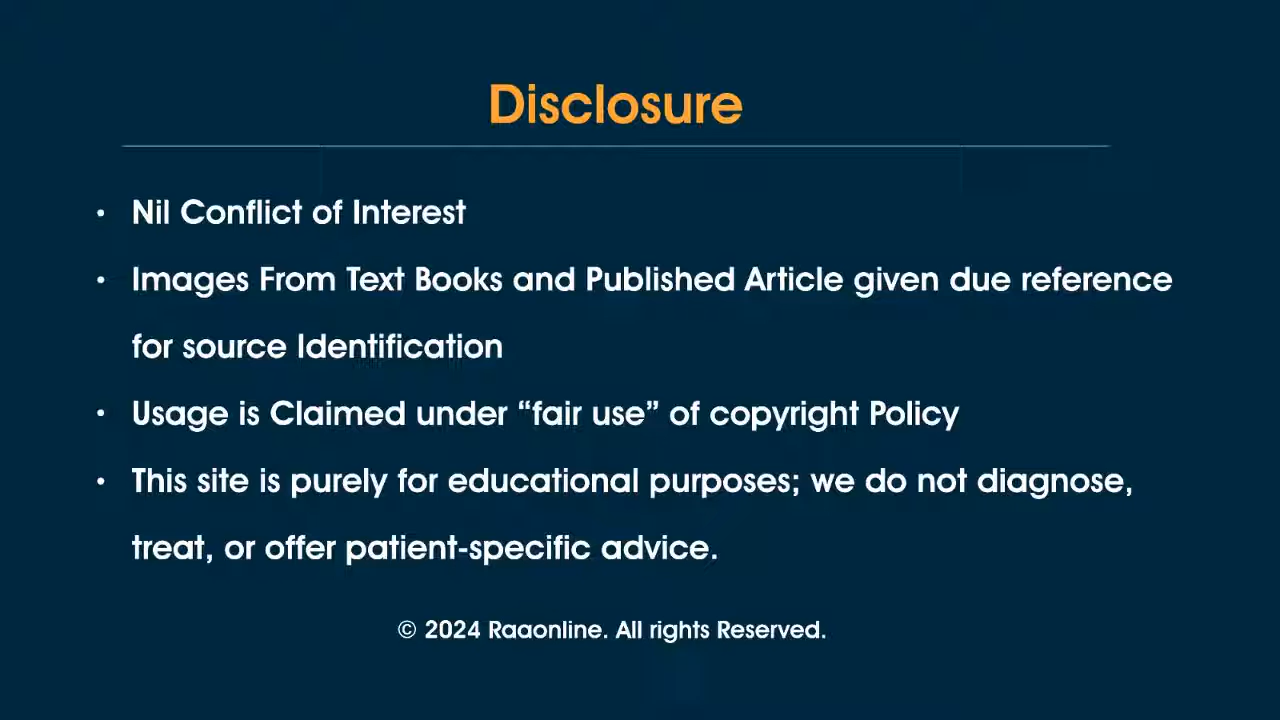 Disclosure
• Nil Conflict of Interest
• Images From Text Books and Published Article given due reference
for source Identification
• Usage is Claimed under “fair use” of copyright Policy
• This site is purely for educational purposes; we do not diagnose,
treat, or offer patient-specific advice.
© 2024 Raaonline. All rights Reserved.